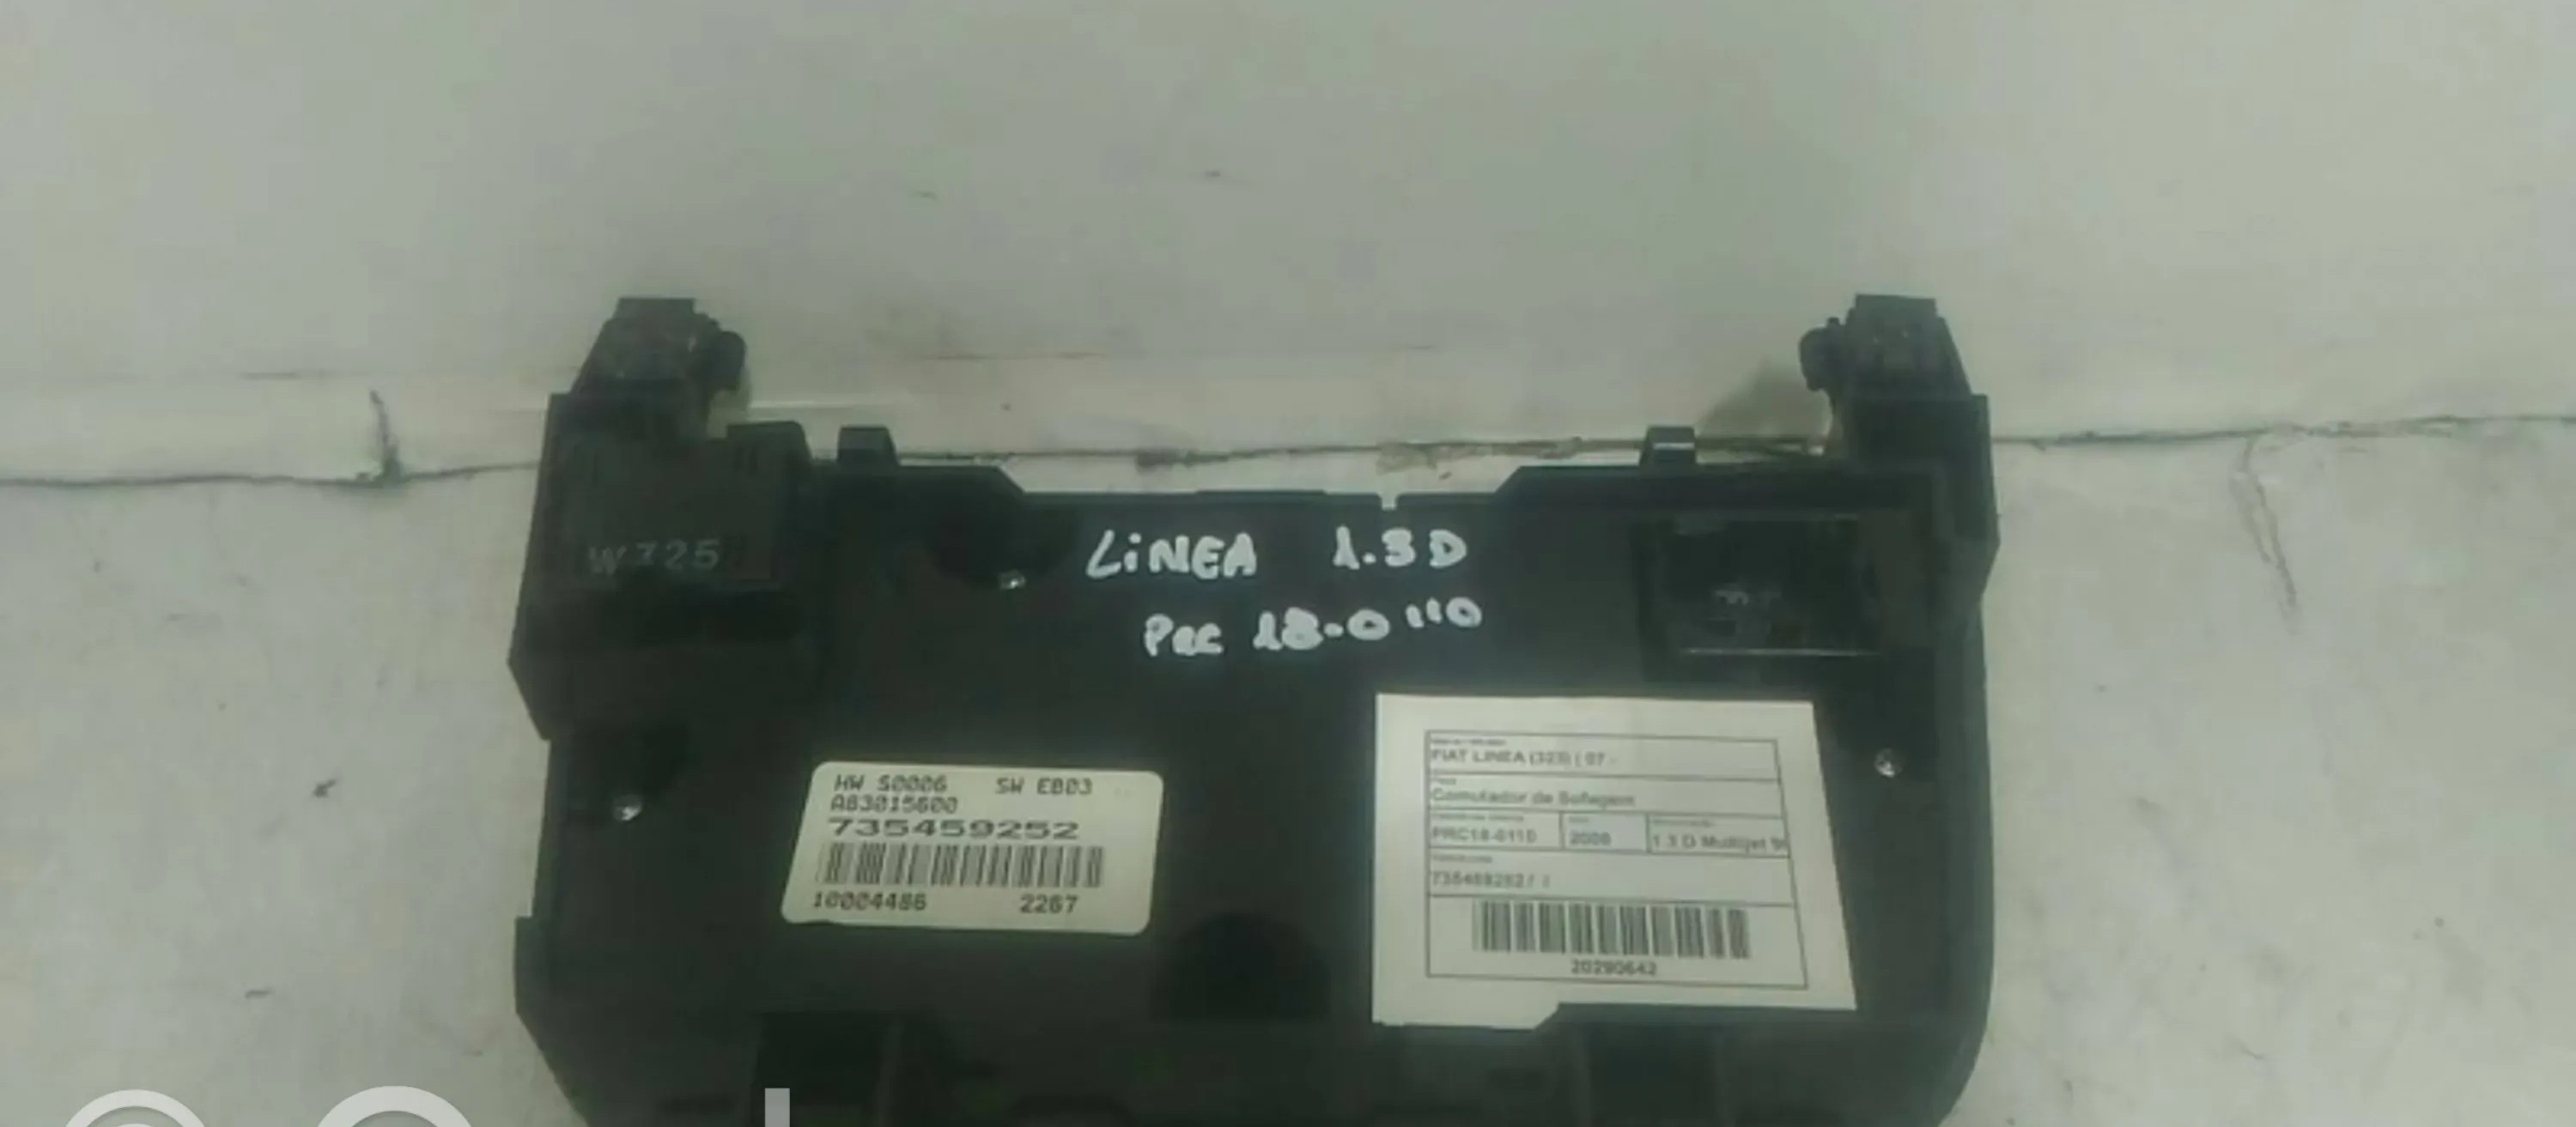 LiNEA 1.3D
PRC 18-0110
W325
HW S0006 SW EB03
A83015600
735459252
10004486 2267
FIAT LINEA (323) ( 07 -
Comutador de Sofagem
PRC18-0110 2008 1.3 D Multijet 9
735459252 /
20290642